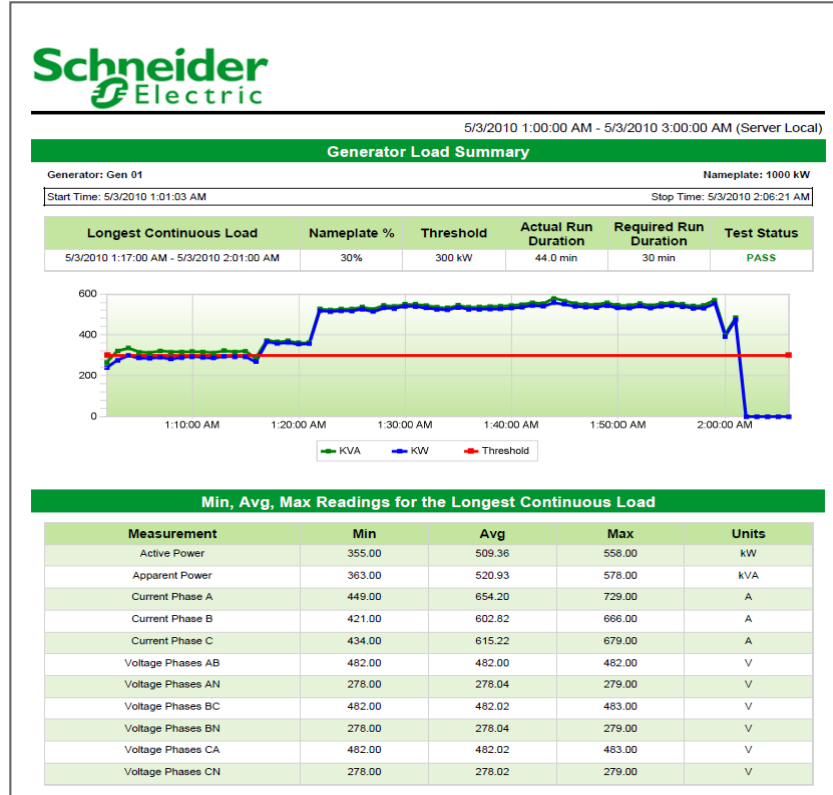 Schneider
Electric
5/3/2010 1:00:00 AM - 5/3/2010 3:00:00 AM (Server Local)
Generator Load Summary
Generator: Gen 01 Nameplate: 1000 kW
Start Time: 5/3/2010 1:01:03 AM Stop Time: 5/3/2010 2:06:21 AM
Longest Continuous Load Nameplate % Threshold Actual Run Duration Required Run Duration Test Status
5/3/2010 1:17:00 AM - 5/3/2010 2:01:00 AM 30% 300 kW 44.0 min 30 min PASS
600
400
200
0
1:10:00 AM 1:20:00 AM 1:30:00 AM 1:40:00 AM 1:50:00 AM 2:00:00 AM
KVA KW Threshold
Min, Avg, Max Readings for the Longest Continuous Load
Measurement Min Avg Max Units
Active Power 355.00 509.36 558.00 kW
Apparent Power 363.00 520.93 578.00 kVA
Current Phase A 449.00 654.20 729.00 A
Current Phase B 421.00 602.82 666.00 A
Current Phase C 434.00 615.22 679.00 A
Voltage Phases AB 482.00 482.00 482.00 V
Voltage Phases AN 278.00 278.04 279.00 V
Voltage Phases BC 482.00 482.02 483.00 V
Voltage Phases BN 278.00 278.04 279.00 V
Voltage Phases CA 482.00 482.02 483.00 V
Voltage Phases CN 278.00 278.02 279.00 V